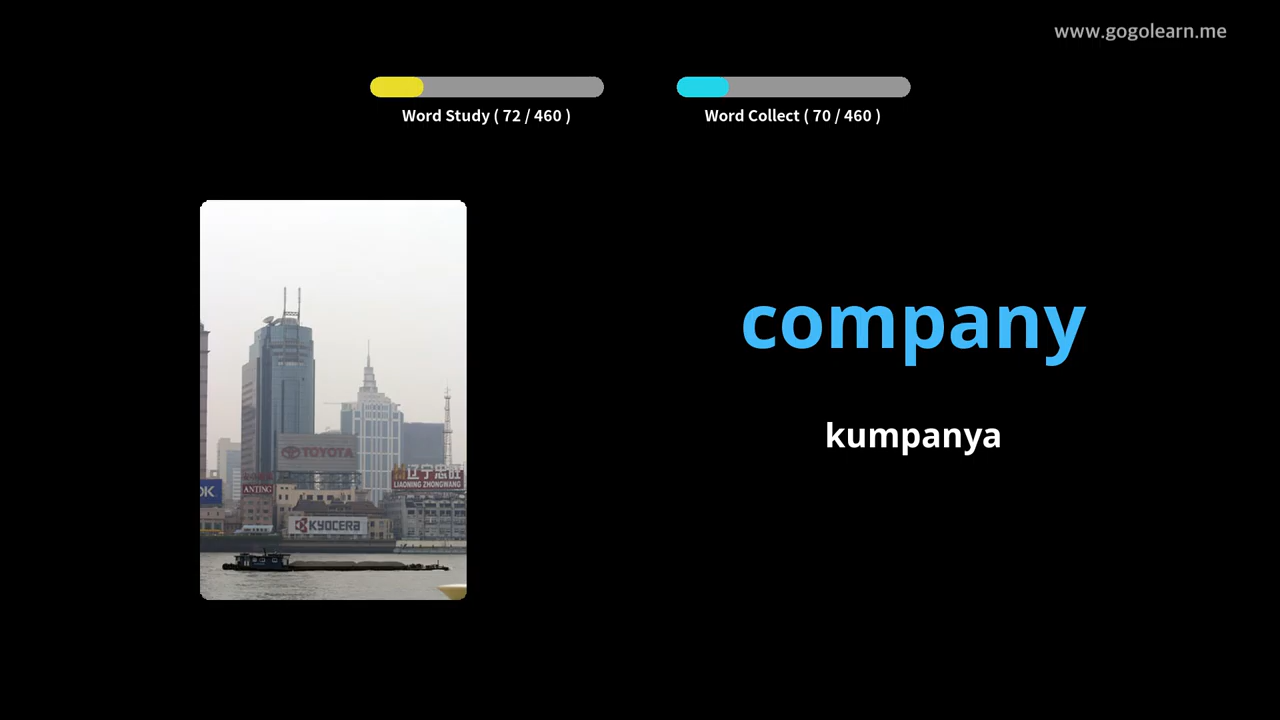 www.gogolearn.me
Word Study ( 72 / 460 )
Word Collect ( 70 / 460 )
company
kumpanya
TOYOTA
辽宁忠旺
LIAONING ZHONGWANG
ANTING
KYOCERA